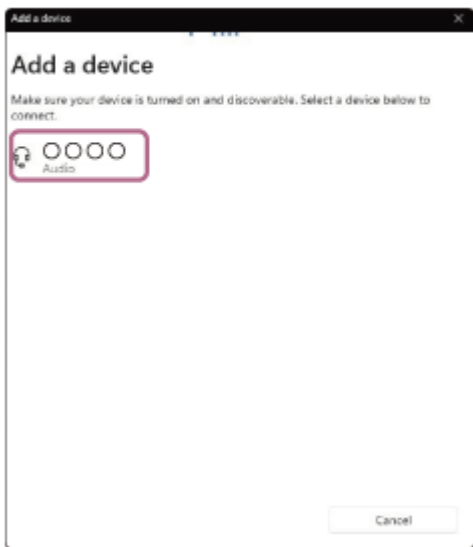 Add a device
Add a device
Make sure your device is turned on and discoverable. Select a device below to
connect.
○○○○
Audio
Cancel